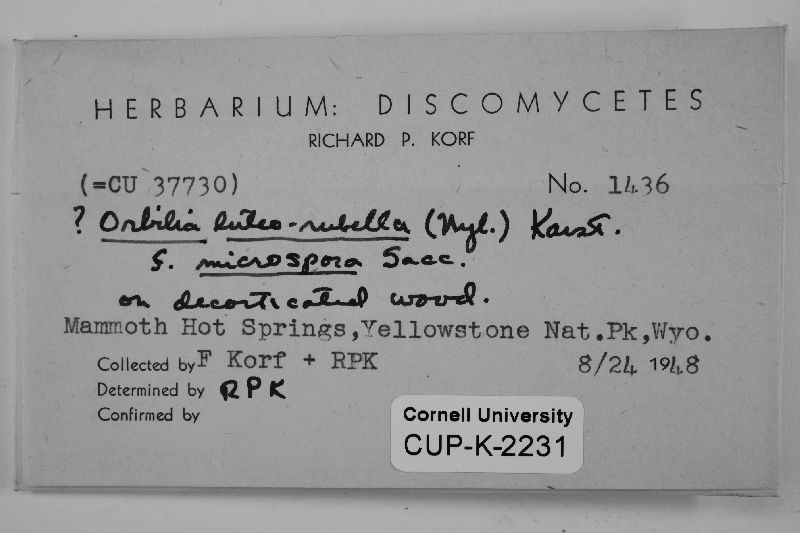 HERBARIUM: DISCOMYCETES
RICHARD P. KORF
(=CU 37730) No. 1436
? Orbilia luteo-rubella (Nyl.) Karst.
f. microspora Sacc.
on decorticated wood.
Mammoth Hot Springs,Yellowstone Nat.Pk,Wyo.
Collected by F Korf + RPK 8/24 1948
Determined by RPK
Confirmed by
Cornell University
CUP-K-2231